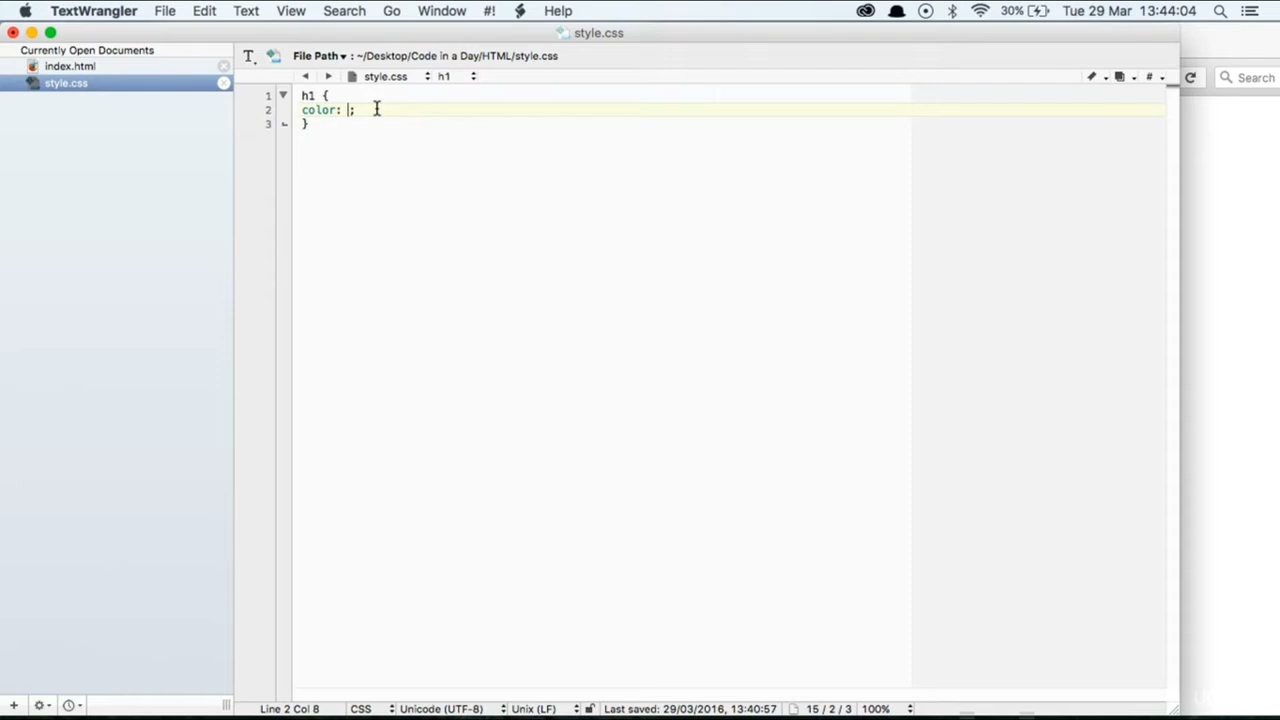 TextWrangler File Edit Text View Search Go Window #! Help 30% Tue 29 Mar 13:44:04
style.css
Currently Open Documents
index.html
style.css
T. File Path ▾ : ~/Desktop/Code in a Day/HTML/style.css
style.css h1 #
Search
1 h1 {
2 color: ;
3 }
Line 2 Col 8 CSS Unicode (UTF-8) Unix (LF) Last saved: 29/03/2016, 13:40:57 15 / 2 / 3 100%